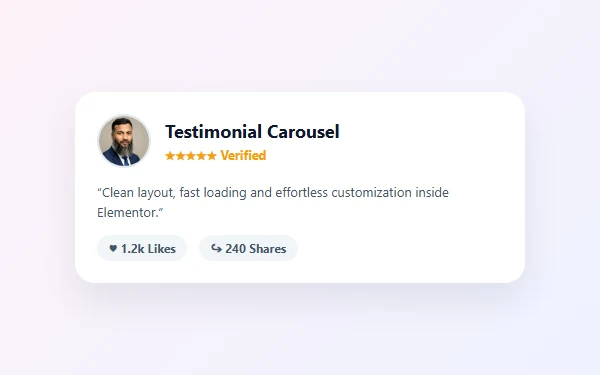 Testimonial Carousel
★★★★★ Verified
“Clean layout, fast loading and effortless customization inside
Elementor.”
♥ 1.2k Likes
↪ 240 Shares